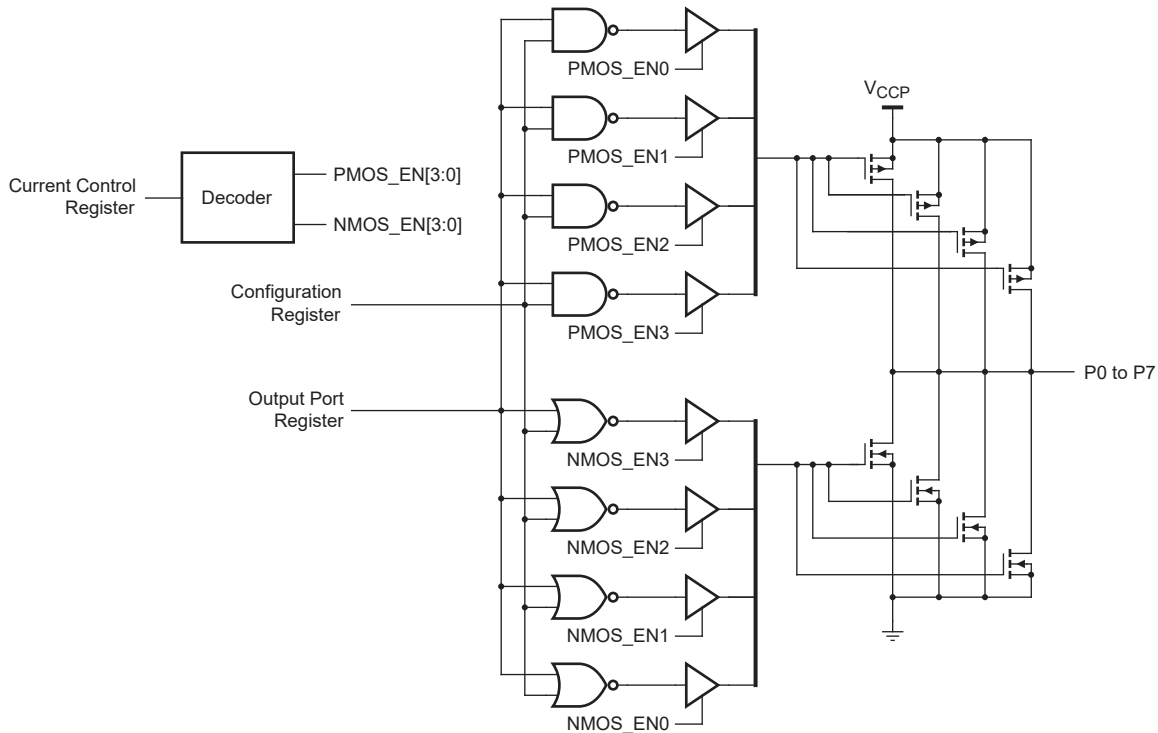 PMOS_EN0
V_CCP
PMOS_EN1
Current Control
Register
Decoder
PMOS_EN[3:0]
NMOS_EN[3:0]
PMOS_EN2
Configuration
Register
PMOS_EN3
P0 to P7
Output Port
Register
NMOS_EN3
NMOS_EN2
NMOS_EN1
NMOS_EN0